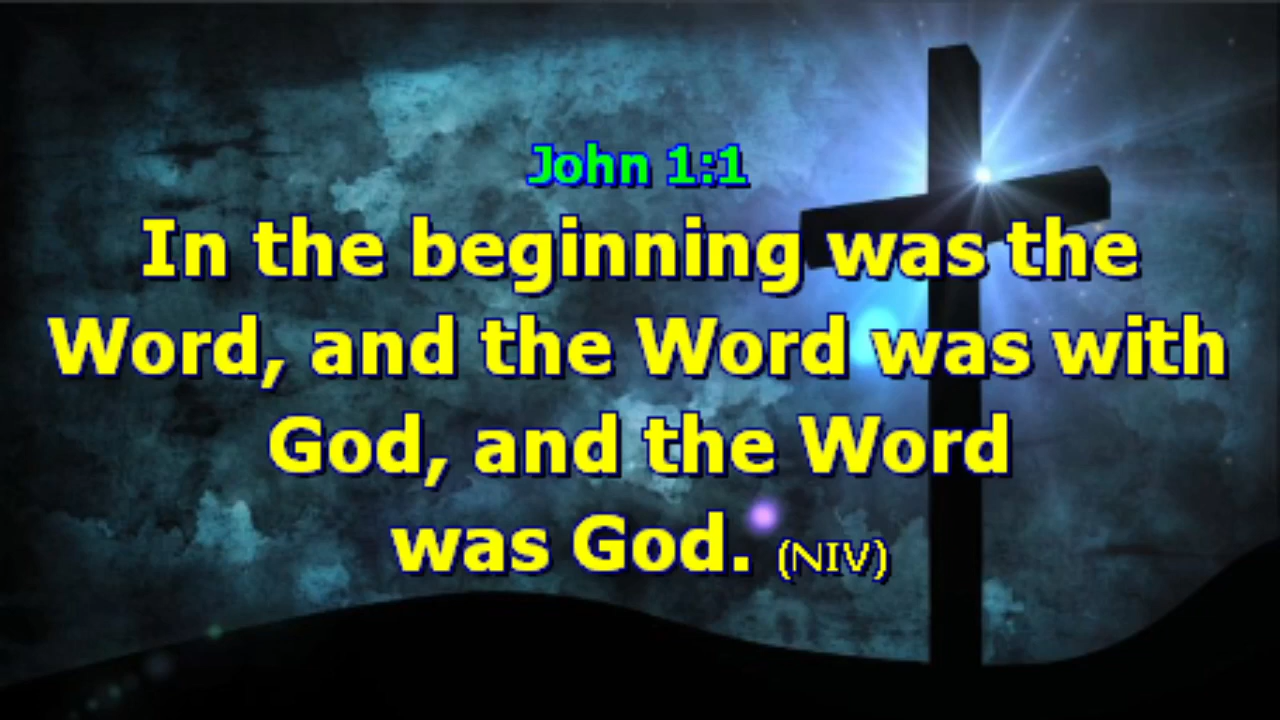 John 1:1
In the beginning was the
Word, and the Word was with
God, and the Word
was God. (NIV)